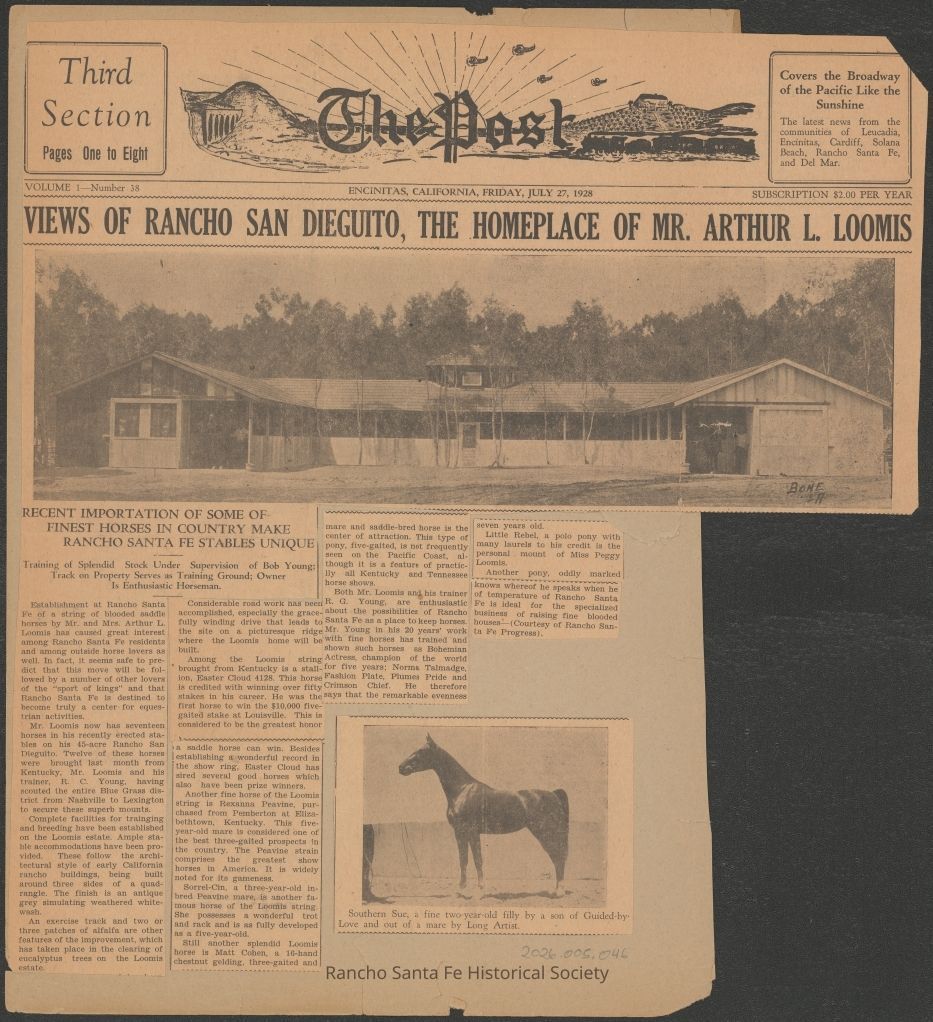 Third
Section
Pages One to Eight
The Post
Covers the Broadway
of the Pacific Like the
Sunshine
The latest news from the
communities of Leucadia,
Encinitas, Cardiff, Solana
Beach, Rancho Santa Fe,
and Del Mar.
VOLUME 1—Number 38
ENCINITAS, CALIFORNIA, FRIDAY, JULY 27, 1928
SUBSCRIPTION $2.00 PER YEAR
VIEWS OF RANCHO SAN DIEGUITO, THE HOMEPLACE OF MR. ARTHUR L. LOOMIS
BONE
RECENT IMPORTATION OF SOME OF
FINEST HORSES IN COUNTRY MAKE
RANCHO SANTA FE STABLES UNIQUE
Training of Splendid Stock Under Supervision of Bob Young;
Track on Property Serves as Training Ground; Owner
Is Enthusiastic Horseman.
Establishment at Rancho Santa
Fe of a string of blooded saddle
horses by Mr. and Mrs. Arthur L.
Loomis has caused great interest
among Rancho Santa Fe residents
and among outside horse lovers as
well. In fact, it seems safe to pre-
dict that this move will be fol-
lowed by a number of other lovers
of the "sport of kings" and that
Rancho Santa Fe is destined to
become truly a center for eques-
trian activities.
Mr. Loomis now has seventeen
horses in his recently erected sta-
bles on his 45-acre Rancho San
Dieguito. Twelve of these horses
were brought last month from
Kentucky, Mr. Loomis and his
trainer, R. C. Young, having
scouted the entire Blue Grass dis-
trict from Nashville to Lexington
to secure these superb mounts.
Complete facilities for trainging
and breeding have been established
on the Loomis estate. Ample sta-
ble accommodations have been pro-
vided. These follow the archi-
tectural style of early California
rancho buildings, being built
around three sides of a quad-
rangle. The finish is an antique
grey simulating weathered white-
wash.
An exercise track and two or
three patches of alfalfa are other
features of the improvement, which
has taken place in the clearing of
eucalyptus trees on the Loomis
estate.
Considerable road work has been
accomplished, especially the grace-
fully winding drive that leads to
the site on a picturesque ridge
where the Loomis home will be
built.
Among the Loomis string
brought from Kentucky is a stall-
ion, Easter Cloud 4128. This horse
is credited with winning over fifty
stakes in his career. He was the
first horse to win the $10,000 five-
gaited stake at Louisville. This is
considered to be the greatest honor
a saddle horse can win. Besides
establishing a wonderful record in
the show ring, Easter Cloud has
sired several good horses which
also have been prize winners.
Another fine horse of the Loomis
string is Rexanna Peavine, pur-
chased from Pemberton at Eliza-
bethtown, Kentucky. This five-
year-old mare is considered one of
the best three-gaited prospects in
the country. The Peavine strain
comprises the greatest show
horses in America. It is widely
noted for its gameness.
Sorrel-Cin, a three-year-old in-
bred Peavine mare, is another fa-
mous horse of the Loomis string.
She possesses a wonderful trot
and rack and is as fully developed
as a five-year-old.
Still another splendid Loomis
horse is Matt Cohen, a 16-hand
chestnut gelding, three-gaited and
mare and saddle-bred horse is the
center of attraction. This type of
pony, five-gaited, is not frequently
seen on the Pacific Coast, al-
though it is a feature of practic-
lly all Kentucky and Tennessee
horse shows.
Both Mr. Loomis and his trainer
R. G. Young, are enthusiastic
about the possibilities of Rancho
Santa Fe as a place to keep horses.
Mr. Young in his 20 years' work
with fine horses has trained and
shown such horses as Bohemian
Actress, champion of the world
for five years; Norma Talmadge,
Fashion Plate, Plumes Pride and
Crimson Chief. He therefore
says that the remarkable evenness
seven years old.
Little Rebel, a polo pony with
many laurels to his credit is the
personal mount of Miss Peggy
Loomis.
Another pony, oddly marked
knows whereof he speaks when he
of temperature of Rancho Santa
Fe is ideal for the specialized
business of raising fine blooded
houses—(Courtesy of Rancho San-
ta Fe Progress).
Southern Sue, a fine two-year-old filly by a son of Guided-by
Love and out of a mare by Long Artist.
2026.005.046
Rancho Santa Fe Historical Society